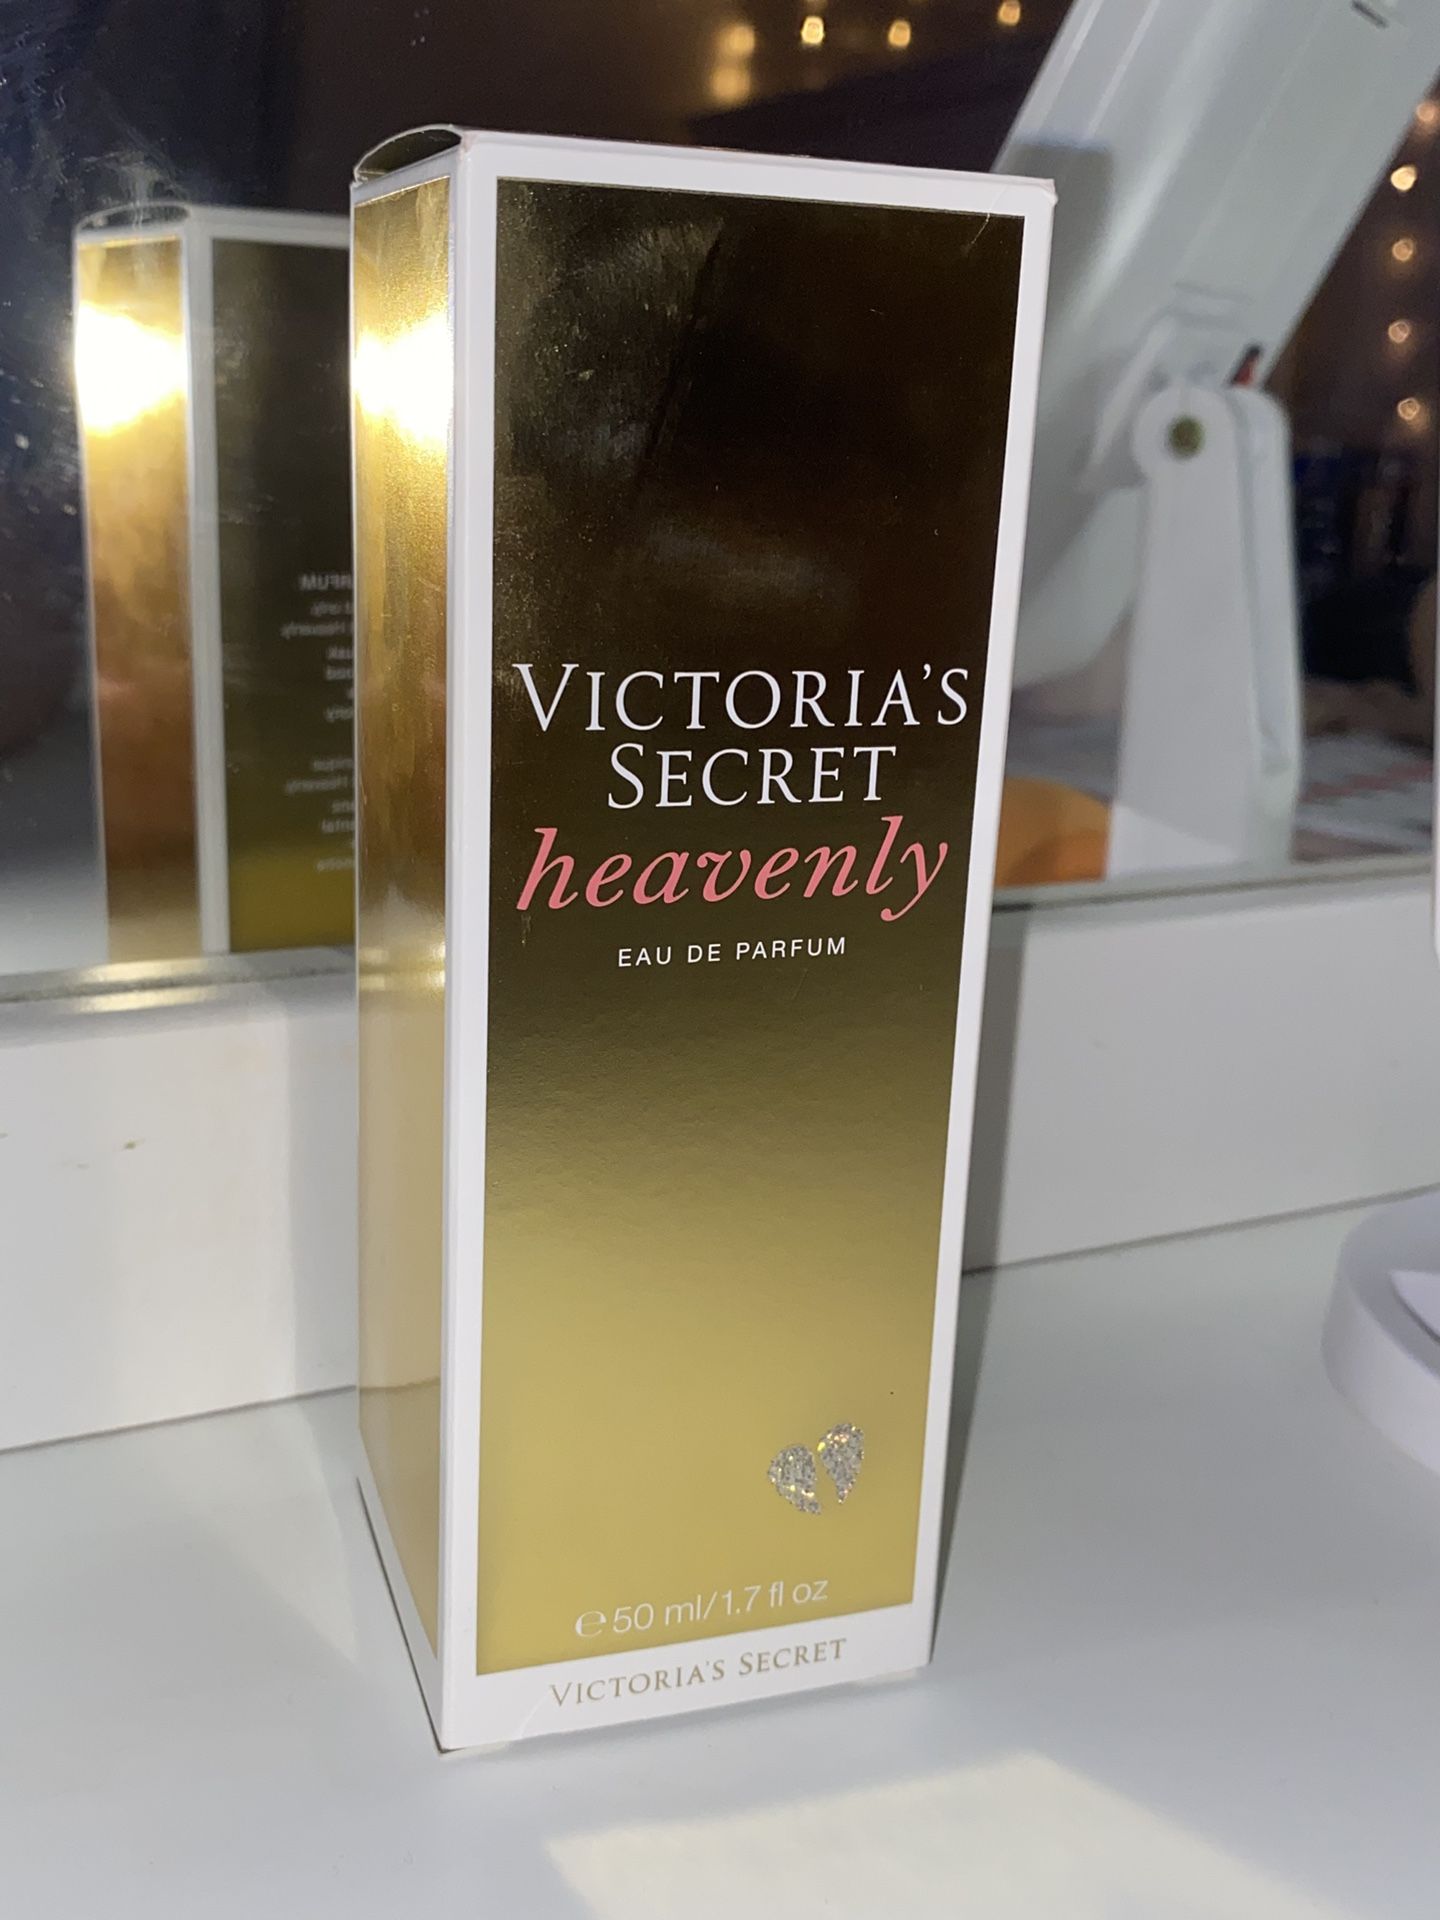 VICTORIA'S
SECRET
heavenly
EAU DE PARFUM
℮ 50 ml/1.7 fl oz
VICTORIA'S SECRET